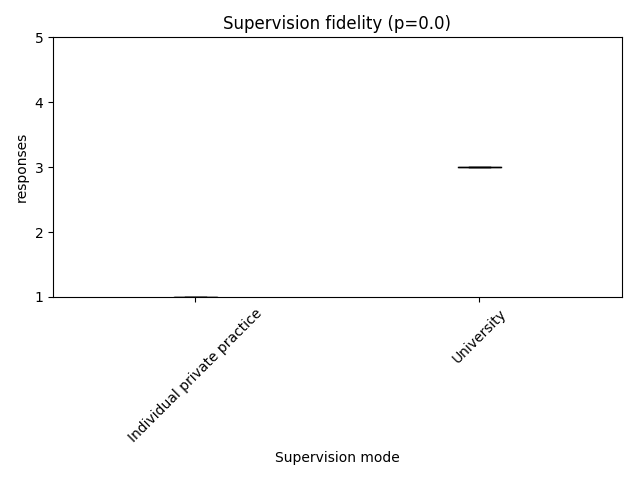 Supervision fidelity (p=0.0)
5
4
3
2
1
responses
Individual private practice
University
Supervision mode